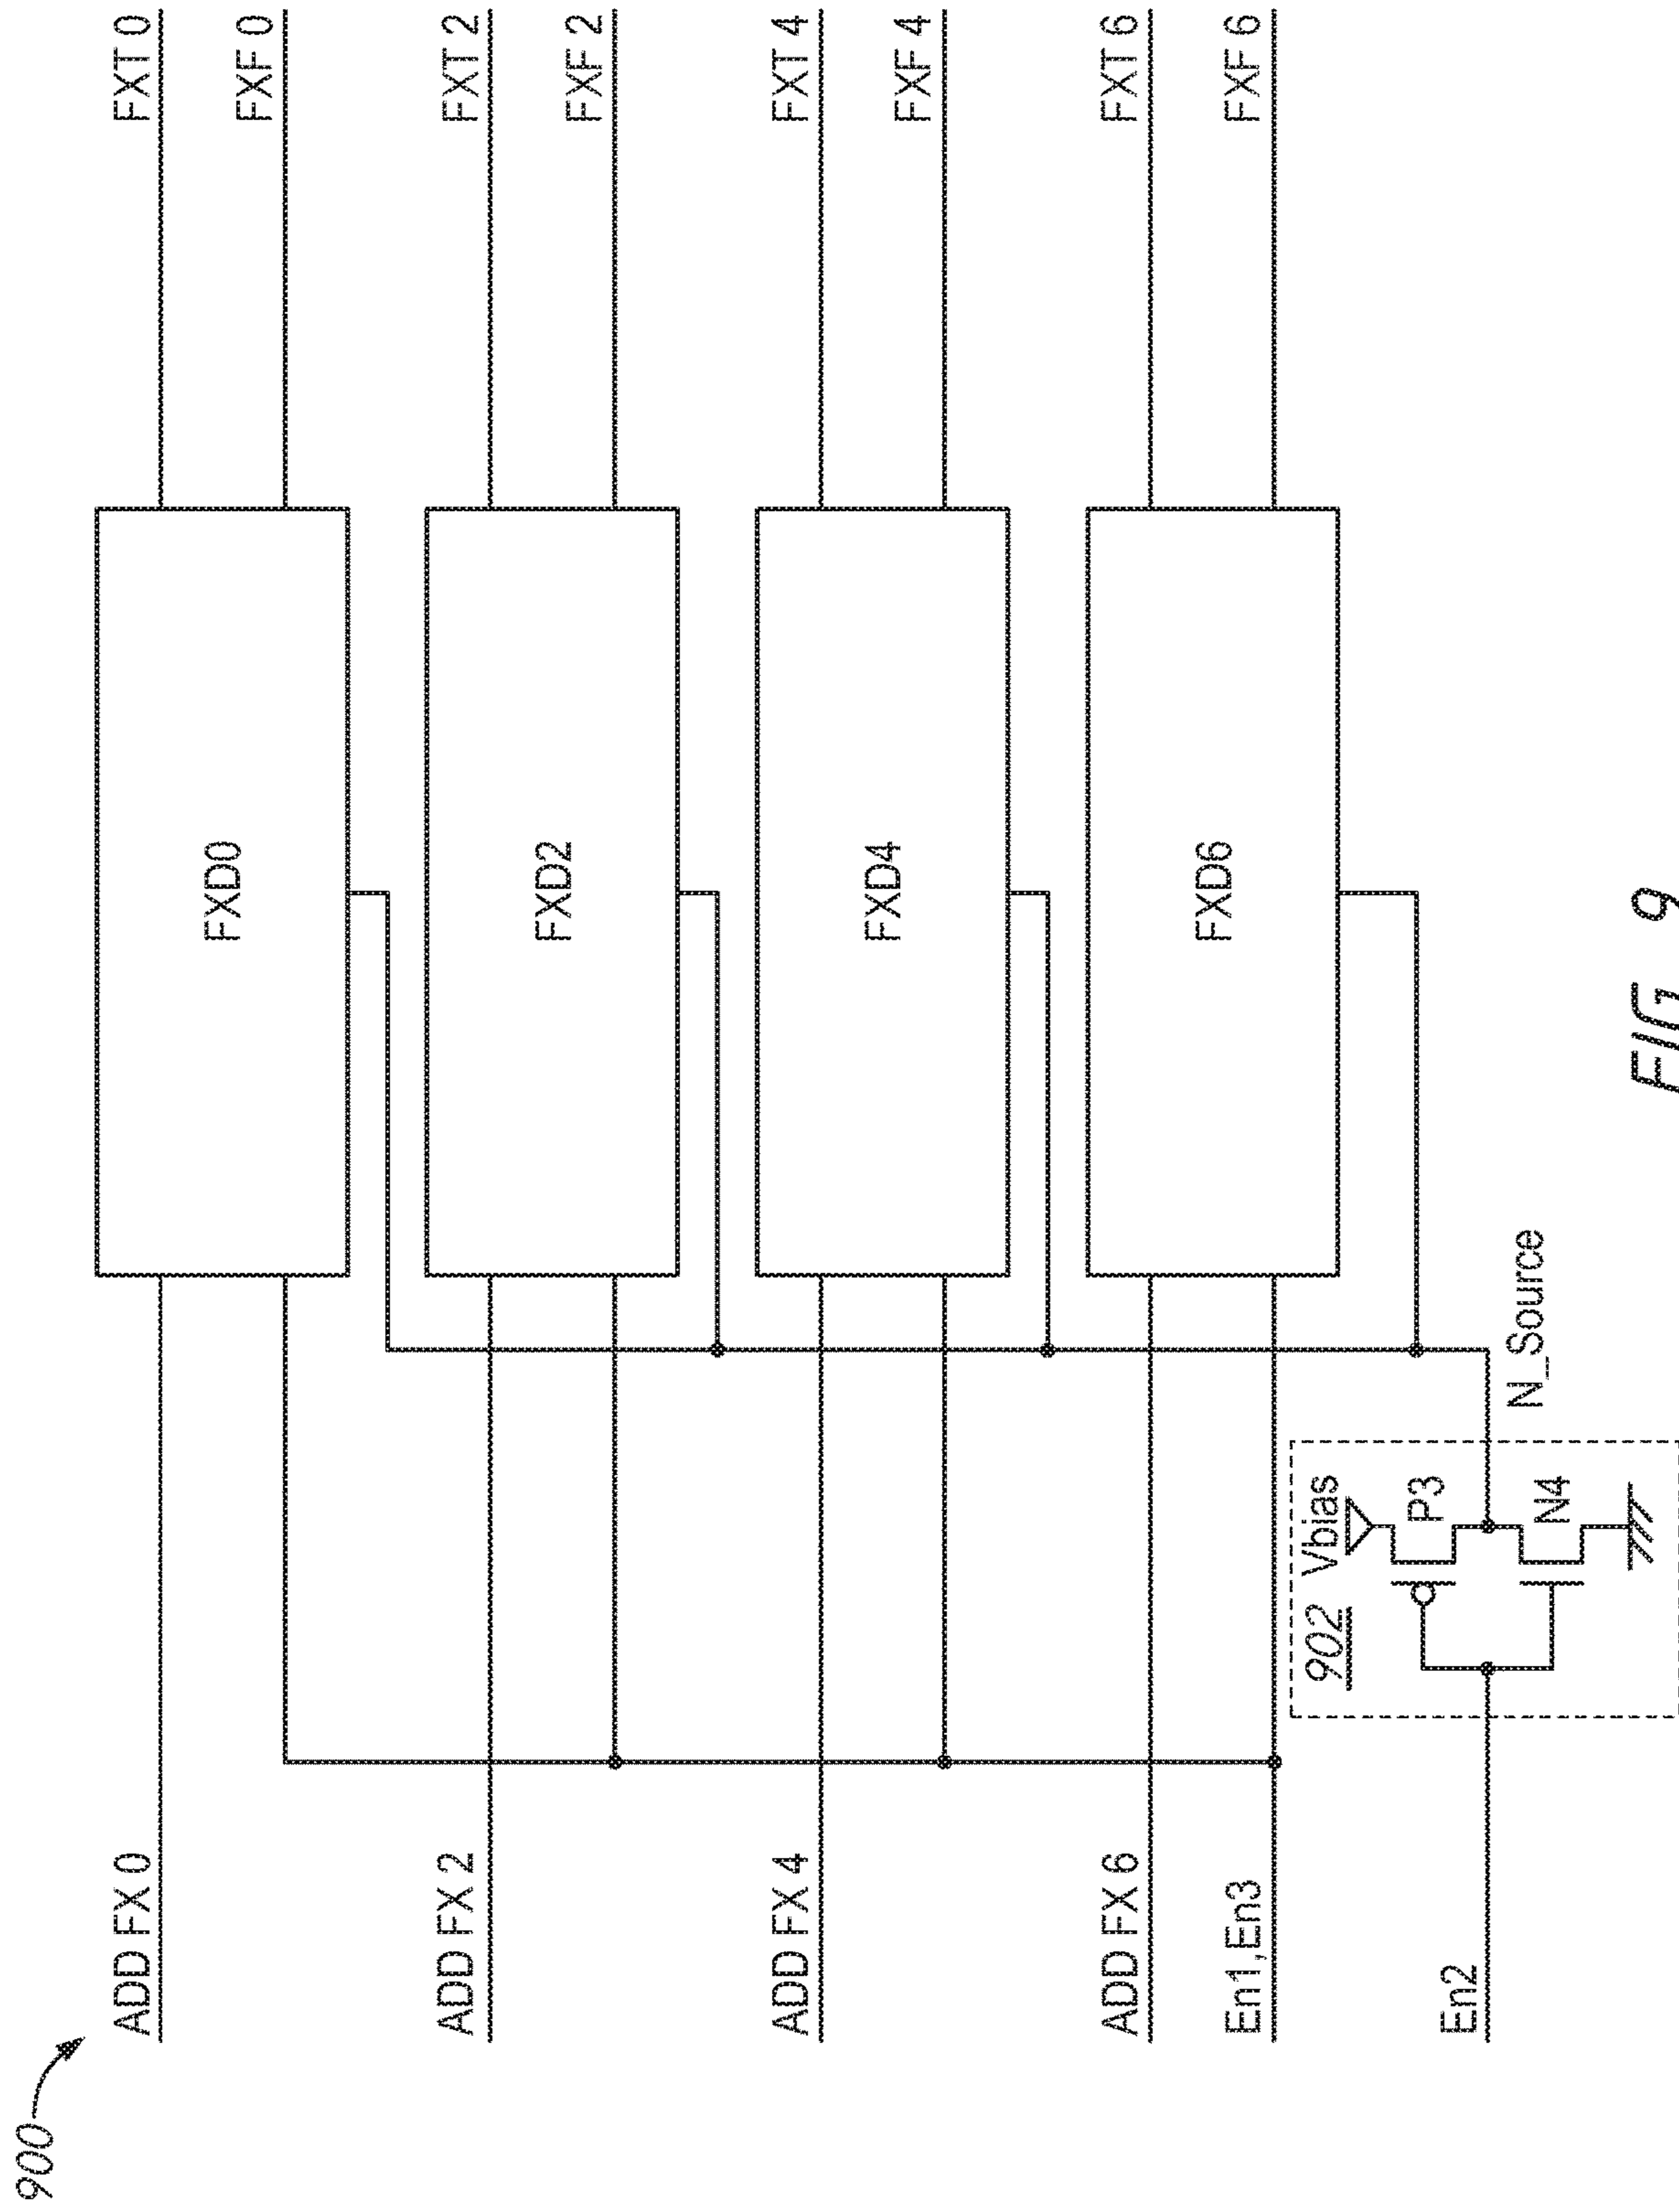 900
ADD FX 0
FXD0
FXT 0
FXF 0
ADD FX 2
FXD2
FXT 2
FXF 2
ADD FX 4
FXD4
FXT 4
FXF 4
ADD FX 6
FXD6
FXT 6
En1,En3
FXF 6
902 Vbias
P3
En2
N_Source
N4
FIG 9